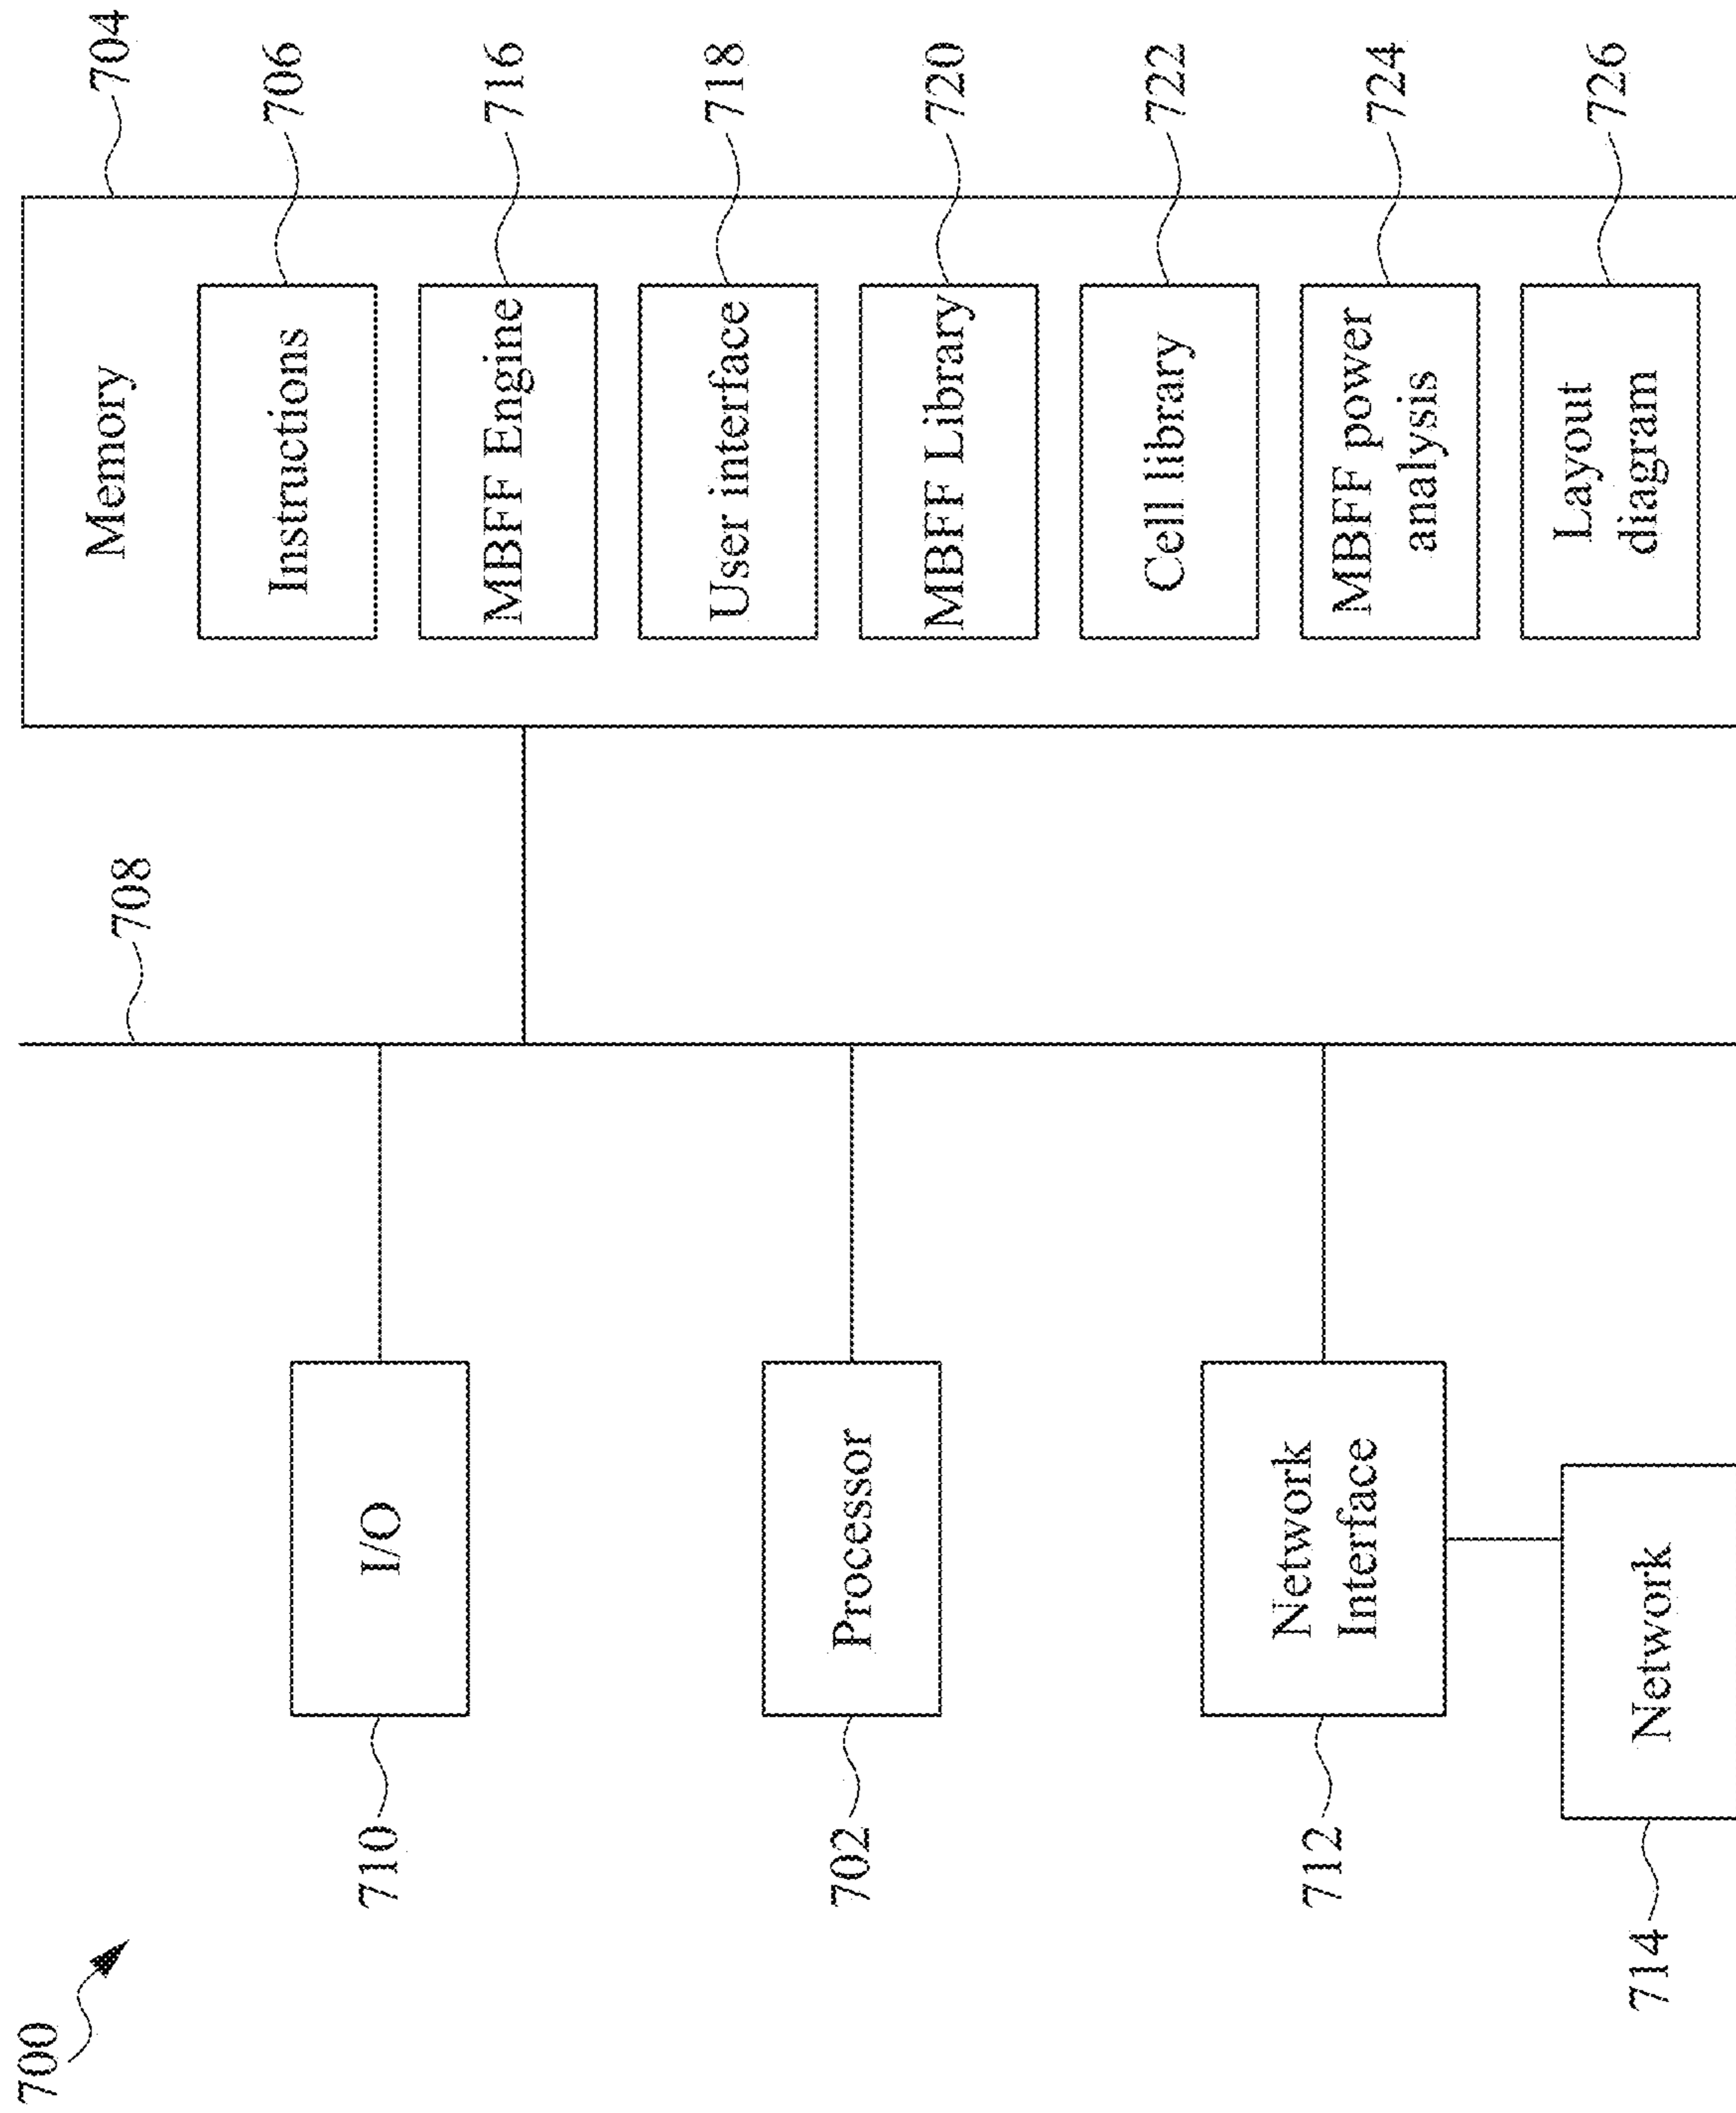 700
710
I/O
702
Processor
712
Network
Interface
714
Network
708
704
Memory
Instructions
706
MBFF Engine
716
User interface
718
MBFF Library
720
Cell library
722
MBFF power
analysis
724
Layout
diagram
726